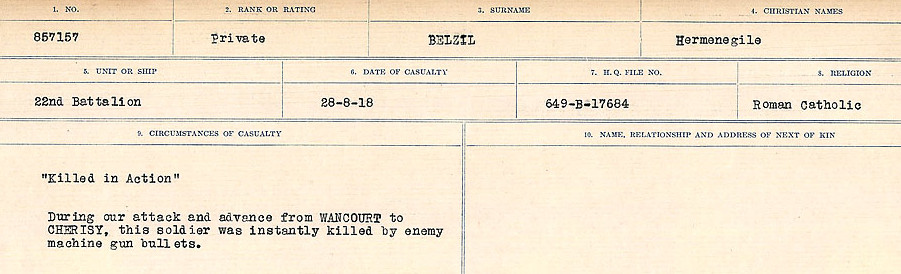 1. NO.
2. RANK OR RATING
3. SURNAME
4. CHRISTIAN NAMES
857157
Private
BELZIL
Hermenegile
5. UNIT OR SHIP
6. DATE OF CASUALTY
7. H.Q. FILE NO.
8. RELIGION
22nd Battalion
28-8-18
649-B-17684
Roman Catholic
9. CIRCUMSTANCES OF CASUALTY
10. NAME, RELATIONSHIP AND ADDRESS OF NEXT OF KIN
"Killed in Action"
During our attack and advance from WANCOURT to
CHERISY, this soldier was instantly killed by enemy
machine gun bullets.